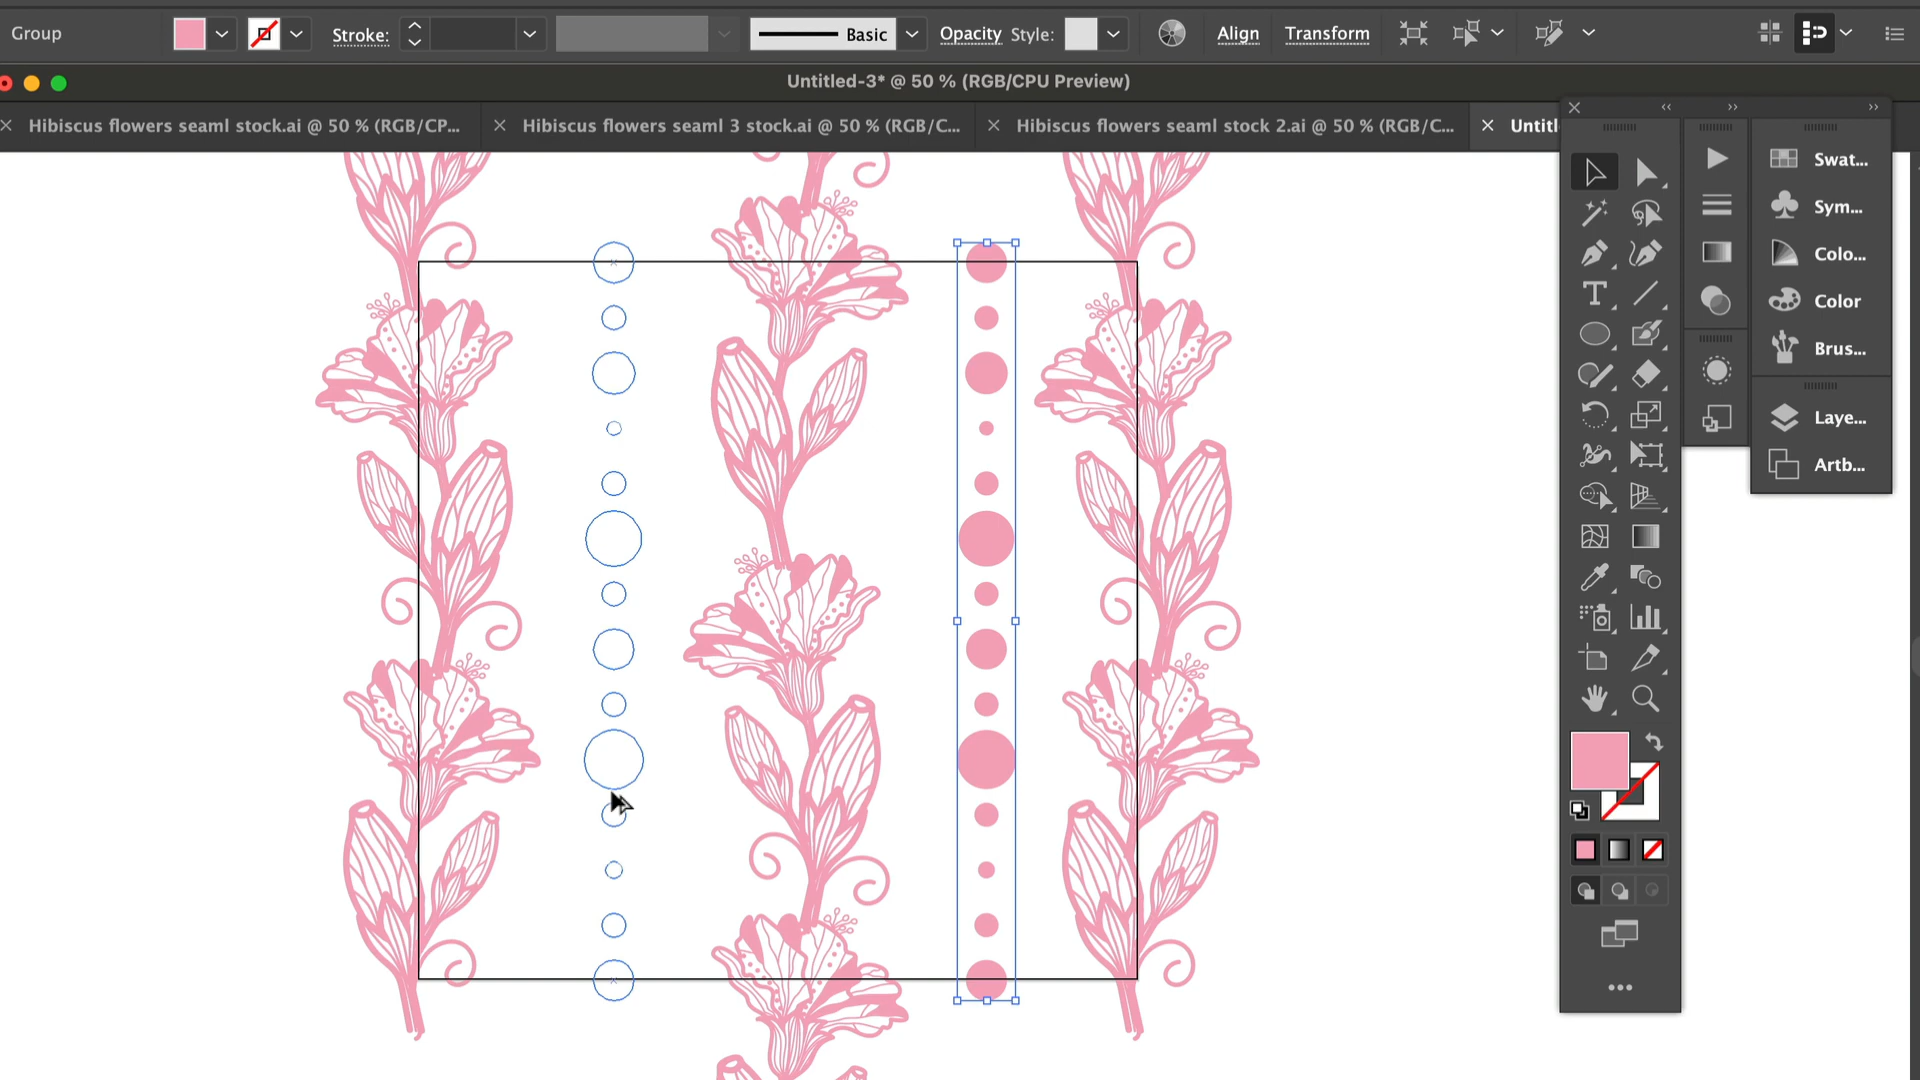 Group
Stroke:
Basic
Opacity
Style:
Align
Transform
Untitled-3* @ 50 % (RGB/CPU Preview)
Hibiscus flowers seaml stock.ai @ 50 % (RGB/CP...
Hibiscus flowers seaml 3 stock.ai @ 50 % (RGB/C...
Hibiscus flowers seaml stock 2.ai @ 50 % (RGB/C...
Untitl
Swat...
Sym...
Colo...
Color
Brus...
Laye...
Artb...